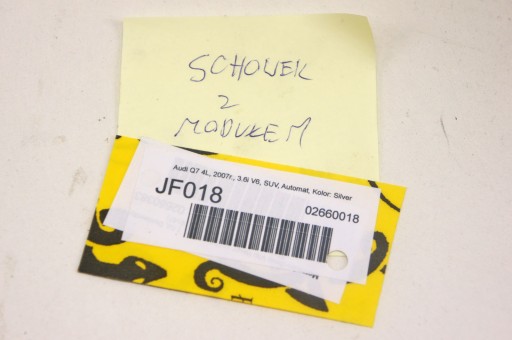 SCHOWEK
Z
MODUŁEM
Audi Q7 4L, 2007r., 3.6i V6, SUV, Automat, Kolor: Silver
JF018
02660018